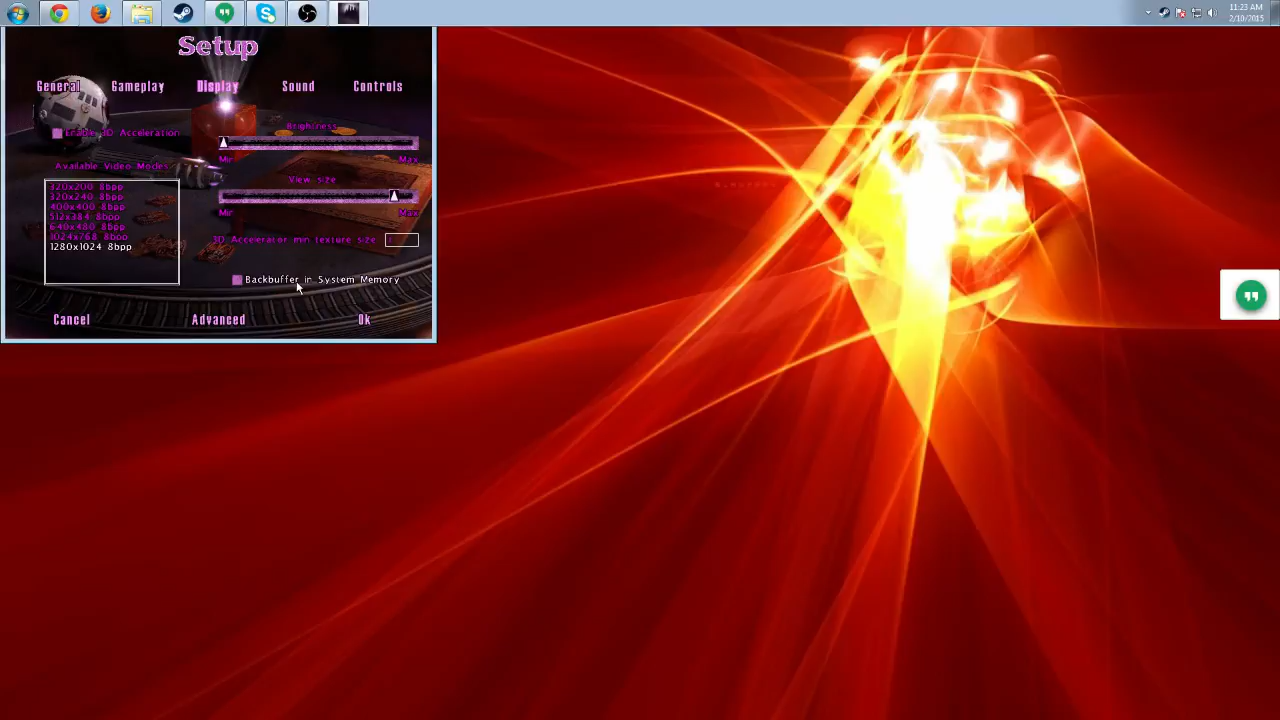 11:23 AM
2/10/2015
Setup
General Gameplay Display Sound Controls
Enable 3D Acceleration
Brightness
Min Max
Available Video Modes
View size
320x200 8bpp
320x240 8bpp
400x400 8bpp
512x384 8bpp
640x480 8bpp
1024x768 8bpp
1280x1024 8bpp
Min Max
3D Accelerator min texture size
Backbuffer in System Memory
Cancel Advanced Ok